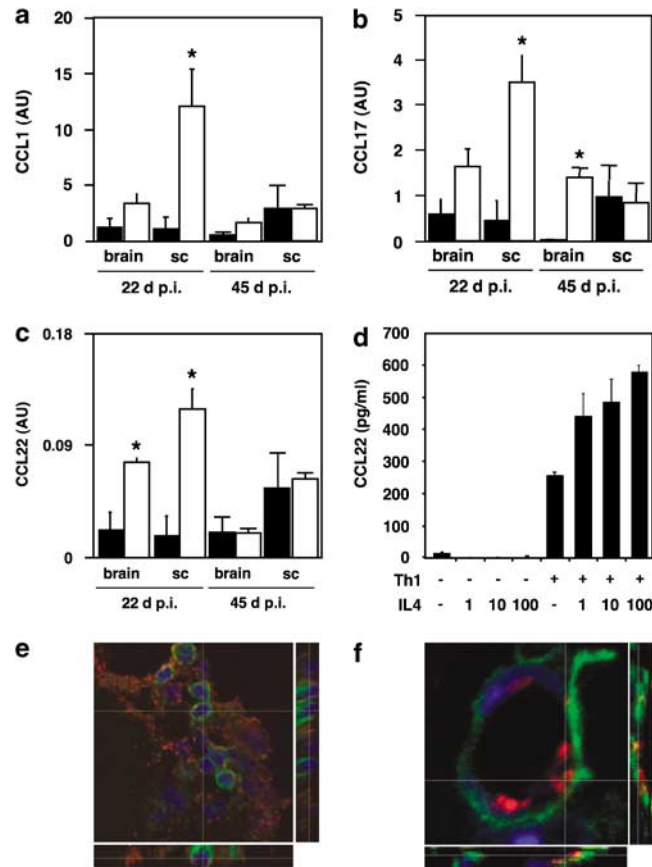 a
CCL1 (AU)
20
15
10
5
0
*
brain sc brain sc
22 d p.i. 45 d p.i.
b
CCL17 (AU)
5
4
3
2
1
0
*
*
brain sc brain sc
22 d p.i. 45 d p.i.
c
CCL22 (AU)
0.18
0.09
0
*
*
brain sc brain sc
22 d p.i. 45 d p.i.
d
CCL22 (pg/ml)
700
600
500
400
300
200
100
0
Th1 - - - - + + + +
IL4 - 1 10 100 - 1 10 100
e
f